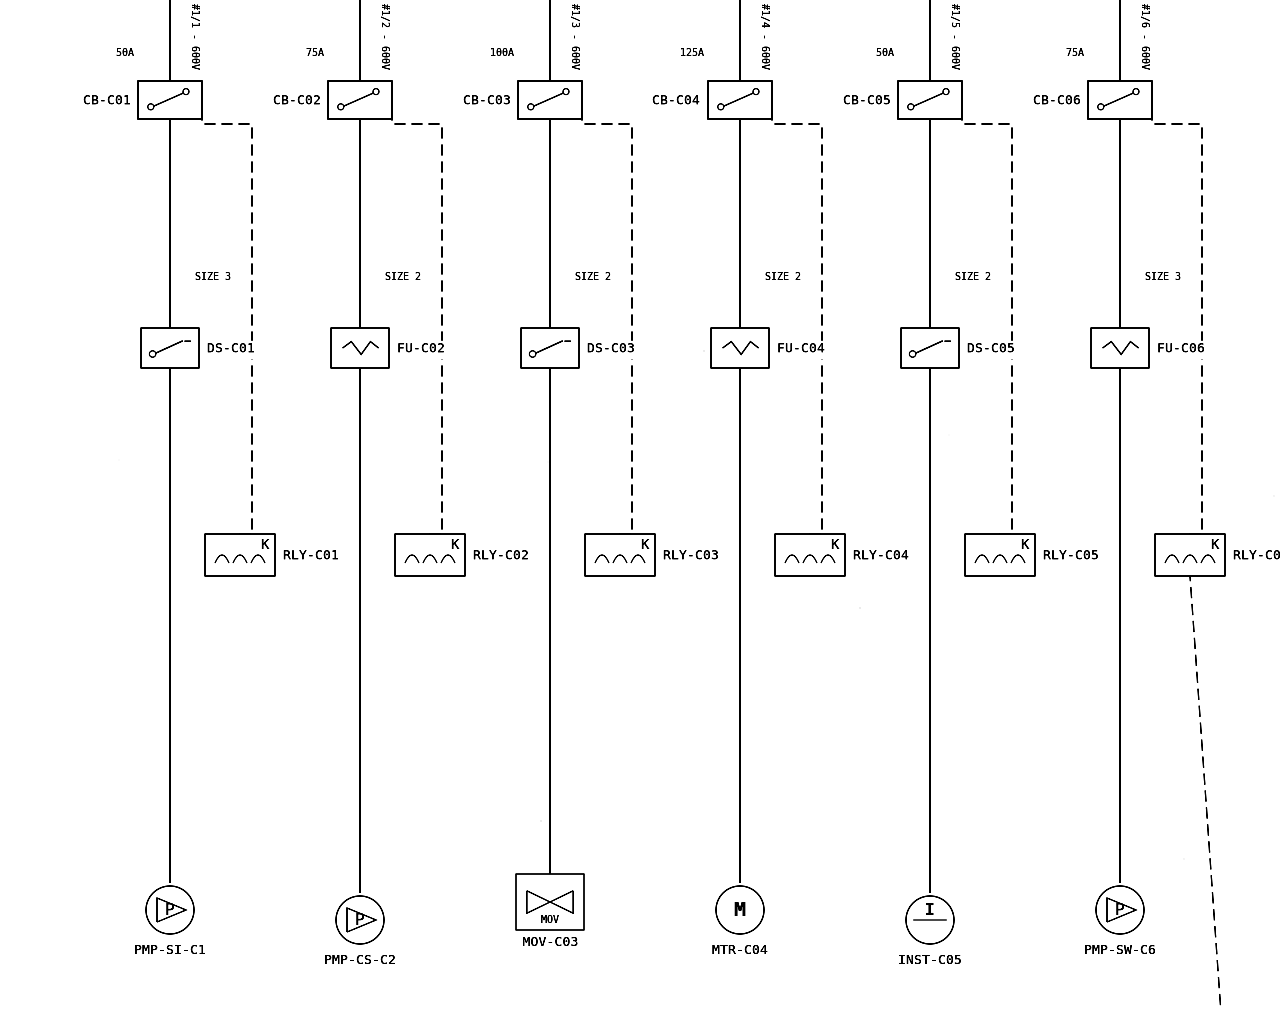 #1/1 - 600V
#1/2 - 600V
#1/3 - 600V
#1/4 - 600V
#1/5 - 600V
#1/6 - 600V
50A
75A
100A
125A
50A
75A
CB-C01
CB-C02
CB-C03
CB-C04
CB-C05
CB-C06
SIZE 3
SIZE 2
SIZE 2
SIZE 2
SIZE 2
SIZE 3
DS-C01
FU-C02
DS-C03
FU-C04
DS-C05
FU-C06
K
K
K
K
K
K
RLY-C01
RLY-C02
RLY-C03
RLY-C04
RLY-C05
RLY-C0
P
P
MOV
M
I
P
PMP-SI-C1
PMP-CS-C2
MOV-C03
MTR-C04
INST-C05
PMP-SW-C6